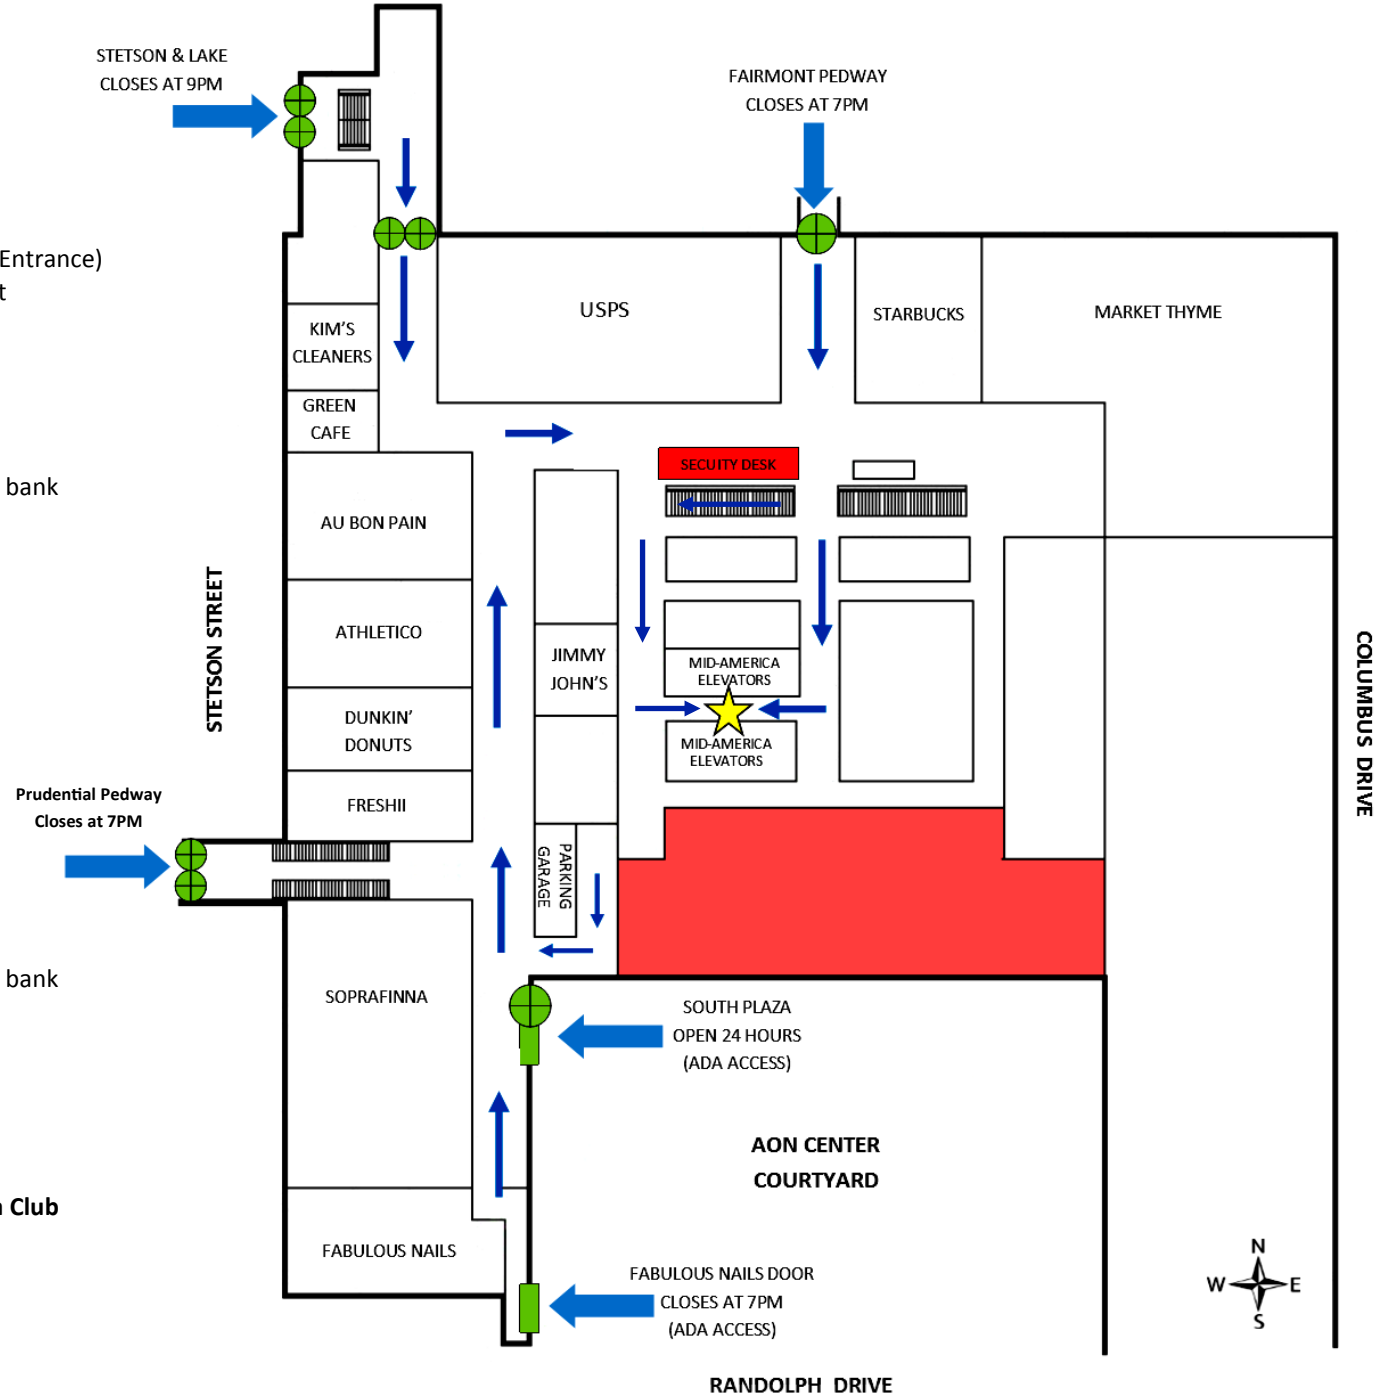 STETSON & LAKE
CLOSES AT 9PM
FAIRMONT PEDWAY
CLOSES AT 7PM
Entrance)
t
USPS
STARBUCKS
MARKET THYME
KIM'S
CLEANERS
GREEN
CAFE
SECUITY DESK
bank
AU BON PAIN
STETSON STREET
ATHLETICO
JIMMY
JOHN'S
MID-AMERICA
ELEVATORS
COLUMBUS DRIVE
DUNKIN'
DONUTS
MID-AMERICA
ELEVATORS
Prudential Pedway
Closes at 7PM
FRESHII
PARKING
GARAGE
bank
SOPRAFINNA
SOUTH PLAZA
OPEN 24 HOURS
(ADA ACCESS)
AON CENTER
COURTYARD
Club
FABULOUS NAILS
FABULOUS NAILS DOOR
CLOSES AT 7PM
(ADA ACCESS)
N
W E
S
RANDOLPH DRIVE